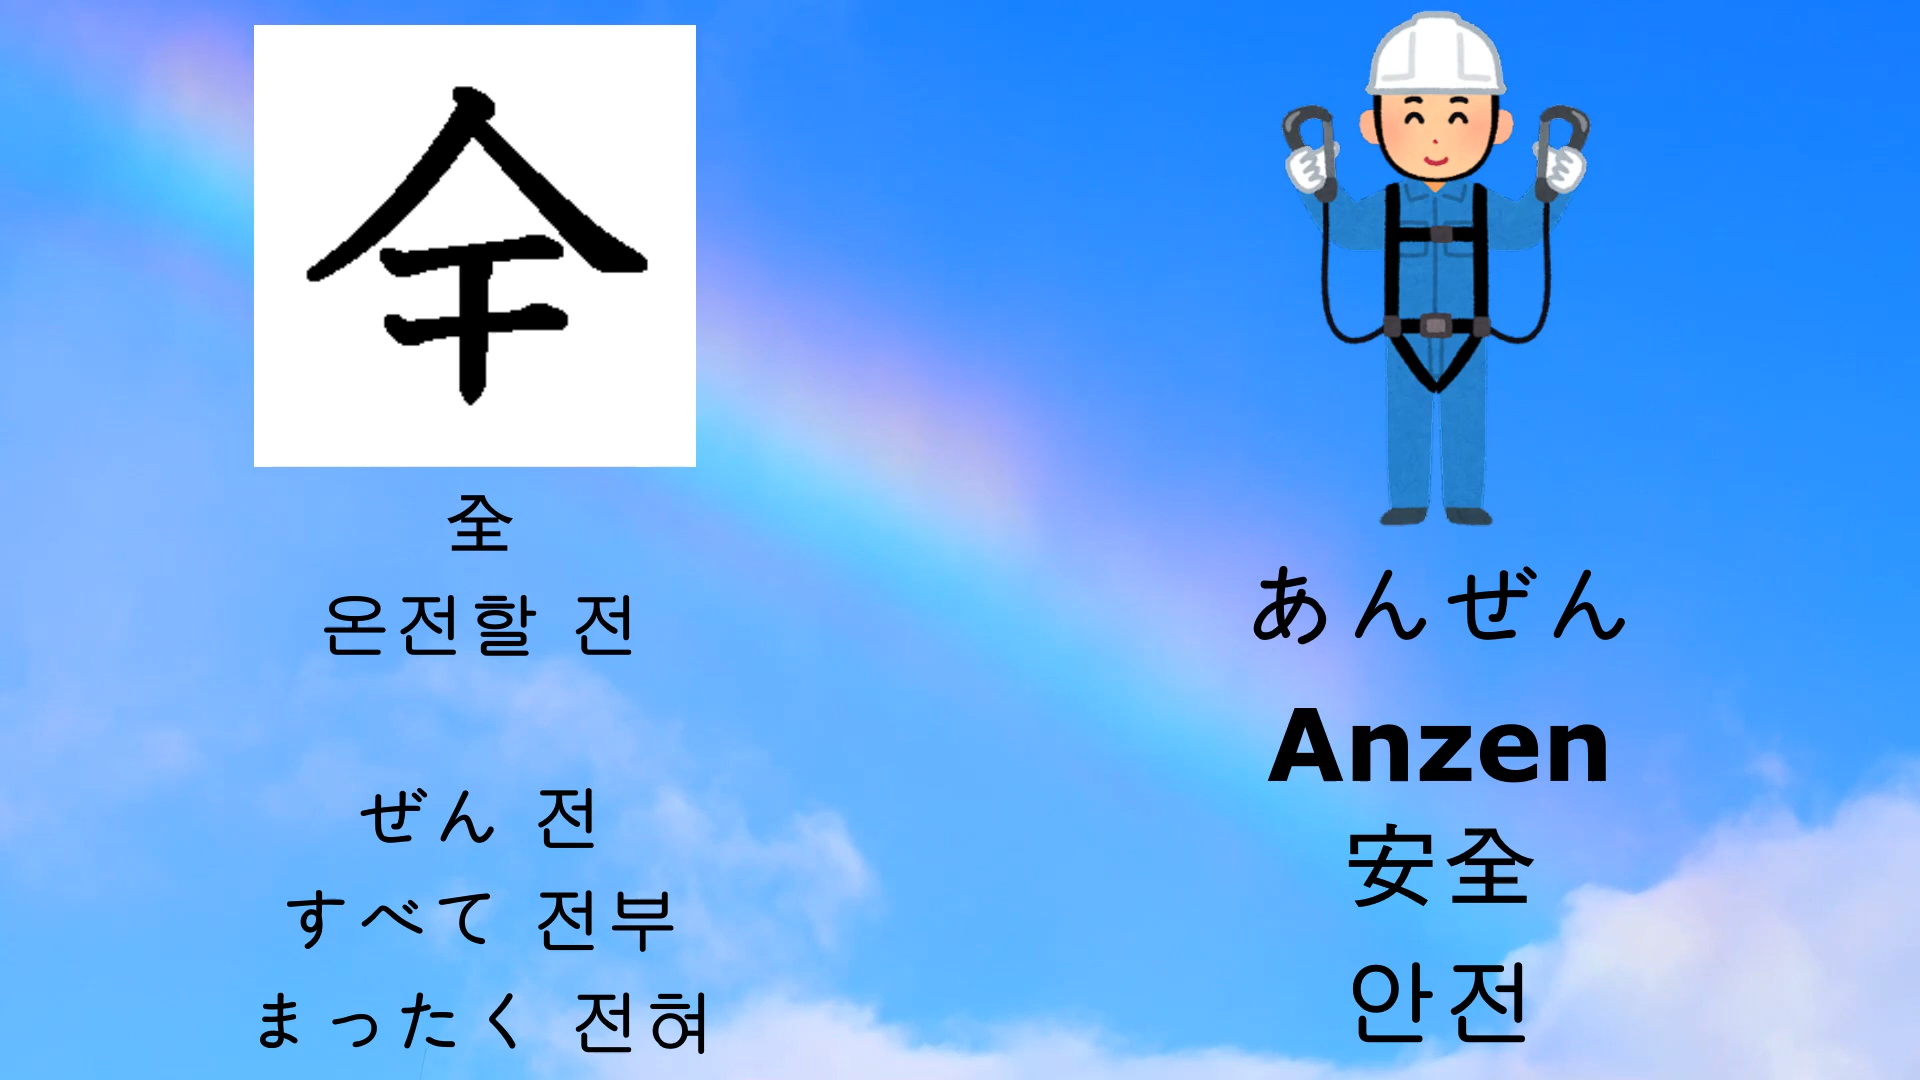 全
온전할 전
ぜん 전
すべて 전부
まったく 전혀
あんぜん
Anzen
安全
안전